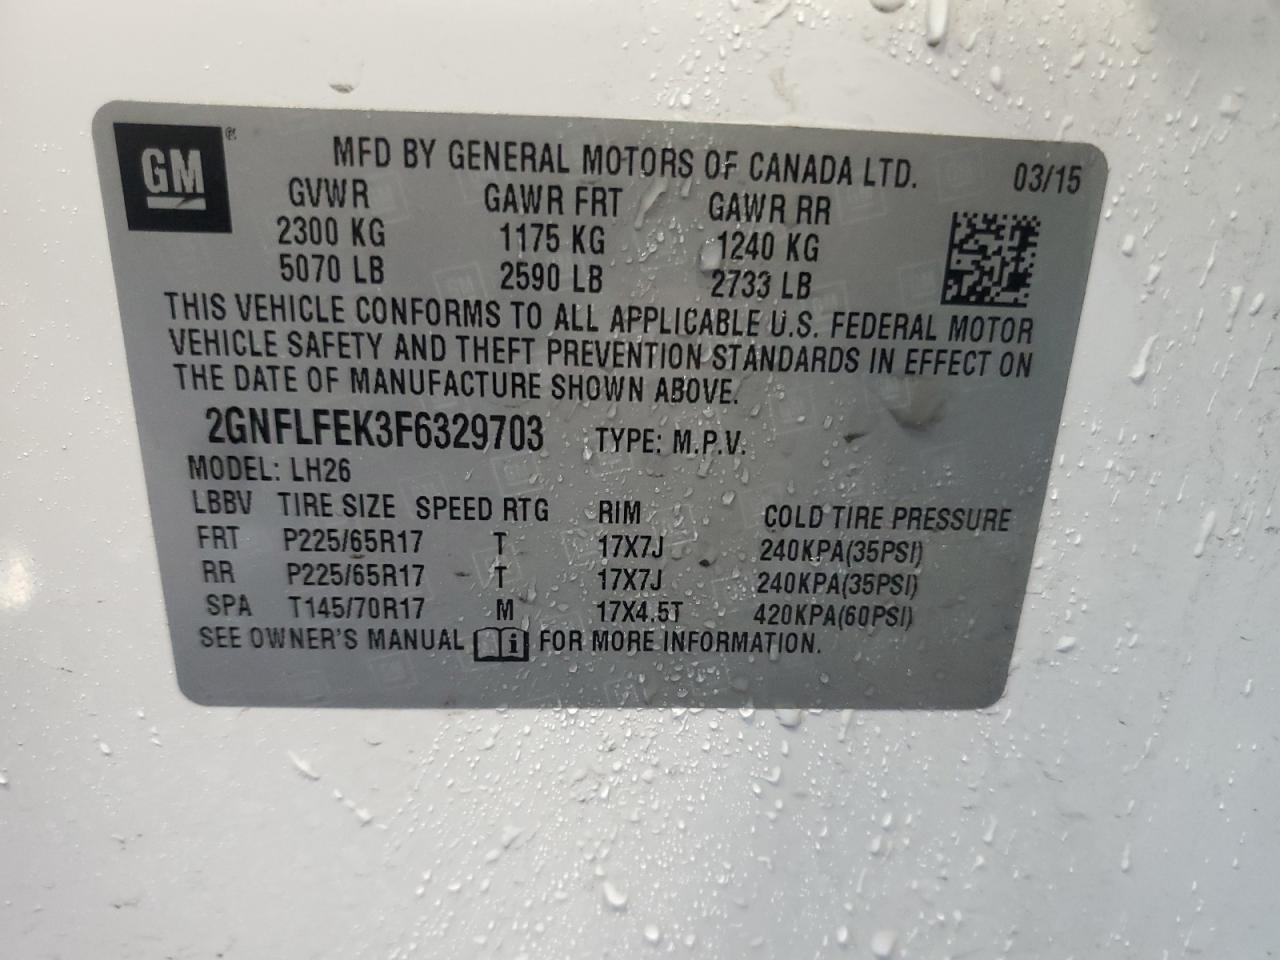 GM ® MFD BY GENERAL MOTORS OF CANADA LTD. 03/15
GVWR GAWR FRT GAWR RR
2300 KG 1175 KG 1240 KG
5070 LB 2590 LB 2733 LB
THIS VEHICLE CONFORMS TO ALL APPLICABLE U.S. FEDERAL MOTOR
VEHICLE SAFETY AND THEFT PREVENTION STANDARDS IN EFFECT ON
THE DATE OF MANUFACTURE SHOWN ABOVE.
2GNFLFEK3F6329703 TYPE: M.P.V.
MODEL: LH26
LBBV TIRE SIZE SPEED RTG RIM COLD TIRE PRESSURE
FRT P225/65R17 T 17X7J 240KPA(35PSI)
RR P225/65R17 T 17X7J 240KPA(35PSI)
SPA T145/70R17 M 17X4.5T 420KPA(60PSI)
SEE OWNER'S MANUAL i FOR MORE INFORMATION.